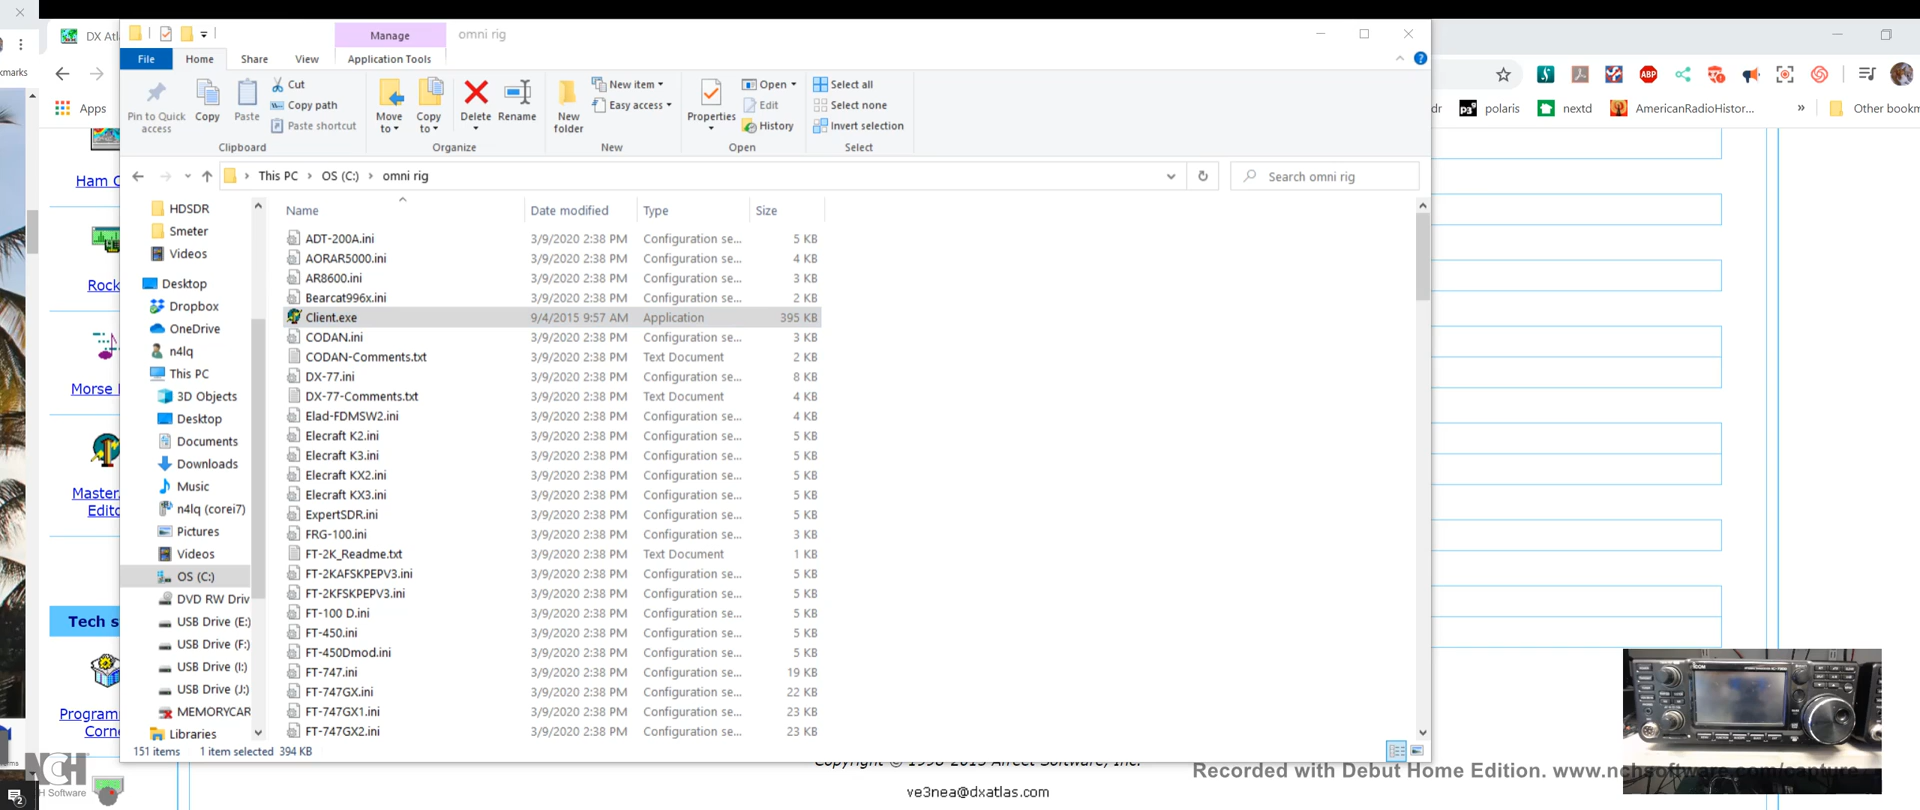 DX Atl
omni rig
Manage
File
Home
Share
View
Application Tools
Pin to Quick access
Copy
Paste
Cut
Copy path
Paste shortcut
Clipboard
Move to
Copy to
Delete
Rename
Organize
New folder
New item
Easy access
New
Properties
Open
Edit
History
Open
Select all
Select none
Invert selection
Select
This PC > OS (C:) > omni rig
Search omni rig
marks
Apps
ABP
dr
p3
polaris
nextd
AmericanRadioHistor...
»
Other bookm
Ham C
Rock
Morse
Master
Edito
Tech s
Program
Corne
HDSDR
Smeter
Videos
Desktop
Dropbox
OneDrive
n4lq
This PC
3D Objects
Desktop
Documents
Downloads
Music
n4lq (corei7)
Pictures
Videos
OS (C:)
DVD RW Driv
USB Drive (E:)
USB Drive (F:)
USB Drive (I:)
USB Drive (J:)
MEMORYCAR
Libraries
Name Date modified Type Size
ADT-200A.ini 3/9/2020 2:38 PM Configuration se... 5 KB
AORAR5000.ini 3/9/2020 2:38 PM Configuration se... 4 KB
AR8600.ini 3/9/2020 2:38 PM Configuration se... 3 KB
Bearcat996x.ini 3/9/2020 2:38 PM Configuration se... 2 KB
Client.exe 9/4/2015 9:57 AM Application 395 KB
CODAN.ini 3/9/2020 2:38 PM Configuration se... 3 KB
CODAN-Comments.txt 3/9/2020 2:38 PM Text Document 2 KB
DX-77.ini 3/9/2020 2:38 PM Configuration se... 8 KB
DX-77-Comments.txt 3/9/2020 2:38 PM Text Document 4 KB
Elad-FDMSW2.ini 3/9/2020 2:38 PM Configuration se... 4 KB
Elecraft K2.ini 3/9/2020 2:38 PM Configuration se... 5 KB
Elecraft K3.ini 3/9/2020 2:38 PM Configuration se... 5 KB
Elecraft KX2.ini 3/9/2020 2:38 PM Configuration se... 5 KB
Elecraft KX3.ini 3/9/2020 2:38 PM Configuration se... 5 KB
ExpertSDR.ini 3/9/2020 2:38 PM Configuration se... 5 KB
FRG-100.ini 3/9/2020 2:38 PM Configuration se... 3 KB
FT-2K_Readme.txt 3/9/2020 2:38 PM Text Document 1 KB
FT-2KAFSKPEPV3.ini 3/9/2020 2:38 PM Configuration se... 5 KB
FT-2KFSKPEPV3.ini 3/9/2020 2:38 PM Configuration se... 5 KB
FT-100 D.ini 3/9/2020 2:38 PM Configuration se... 5 KB
FT-450.ini 3/9/2020 2:38 PM Configuration se... 5 KB
FT-450Dmod.ini 3/9/2020 2:38 PM Configuration se... 5 KB
FT-747.ini 3/9/2020 2:38 PM Configuration se... 19 KB
FT-747GX.ini 3/9/2020 2:38 PM Configuration se... 22 KB
FT-747GX1.ini 3/9/2020 2:38 PM Configuration se... 23 KB
FT-747GX2.ini 3/9/2020 2:38 PM Configuration se... 23 KB
151 items 1 item selected 394 KB
NCH
NCH Software
Recorded with Debut Home Edition. www.nchsoftware.com/capture
ve3nea@dxatlas.com
2